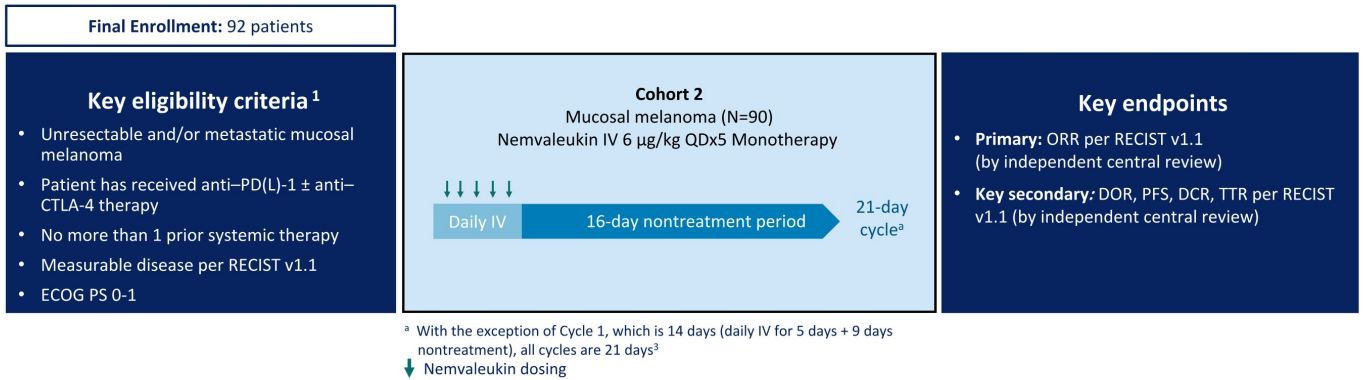 Final Enrollment: 92 patients
Key eligibility criteria 1
• Unresectable and/or metastatic mucosal
melanoma
• Patient has received anti–PD(L)-1 ± anti–
CTLA-4 therapy
• No more than 1 prior systemic therapy
• Measurable disease per RECIST v1.1
• ECOG PS 0-1
Cohort 2
Mucosal melanoma (N=90)
Nemvaleukin IV 6 µg/kg QDx5 Monotherapy
Daily IV
16-day nontreatment period
21-day
cycleᵃ
Key endpoints
• Primary: ORR per RECIST v1.1
(by independent central review)
• Key secondary: DOR, PFS, DCR, TTR per RECIST
v1.1 (by independent central review)
ᵃ With the exception of Cycle 1, which is 14 days (daily IV for 5 days + 9 days
nontreatment), all cycles are 21 days³
Nemvaleukin dosing